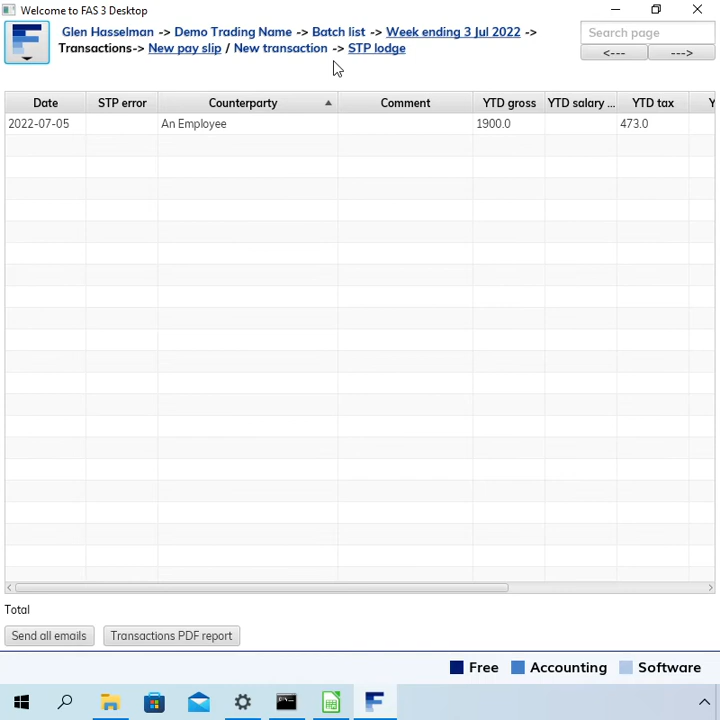 Welcome to FAS 3 Desktop
Glen Hasselman -> Demo Trading Name -> Batch list -> Week ending 3 Jul 2022 ->
Transactions-> New pay slip / New transaction -> STP lodge
Search page
<---
--->
Date STP error Counterparty Comment YTD gross YTD salary ... YTD tax Y
2022-07-05 An Employee 1900.0 473.0
Total
Send all emails Transactions PDF report
Free Accounting Software